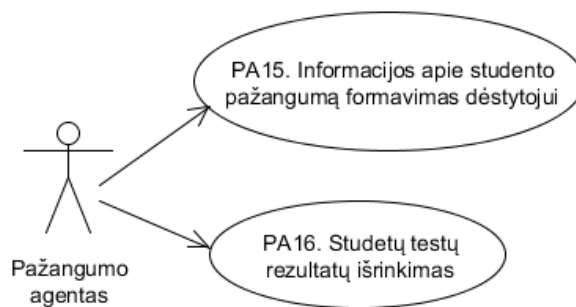 PA15. Informacijos apie studento
pažangumą formavimas dėstytojui
PA16. Studetų testų
rezultatų išrinkimas
Pažangumo
agentas